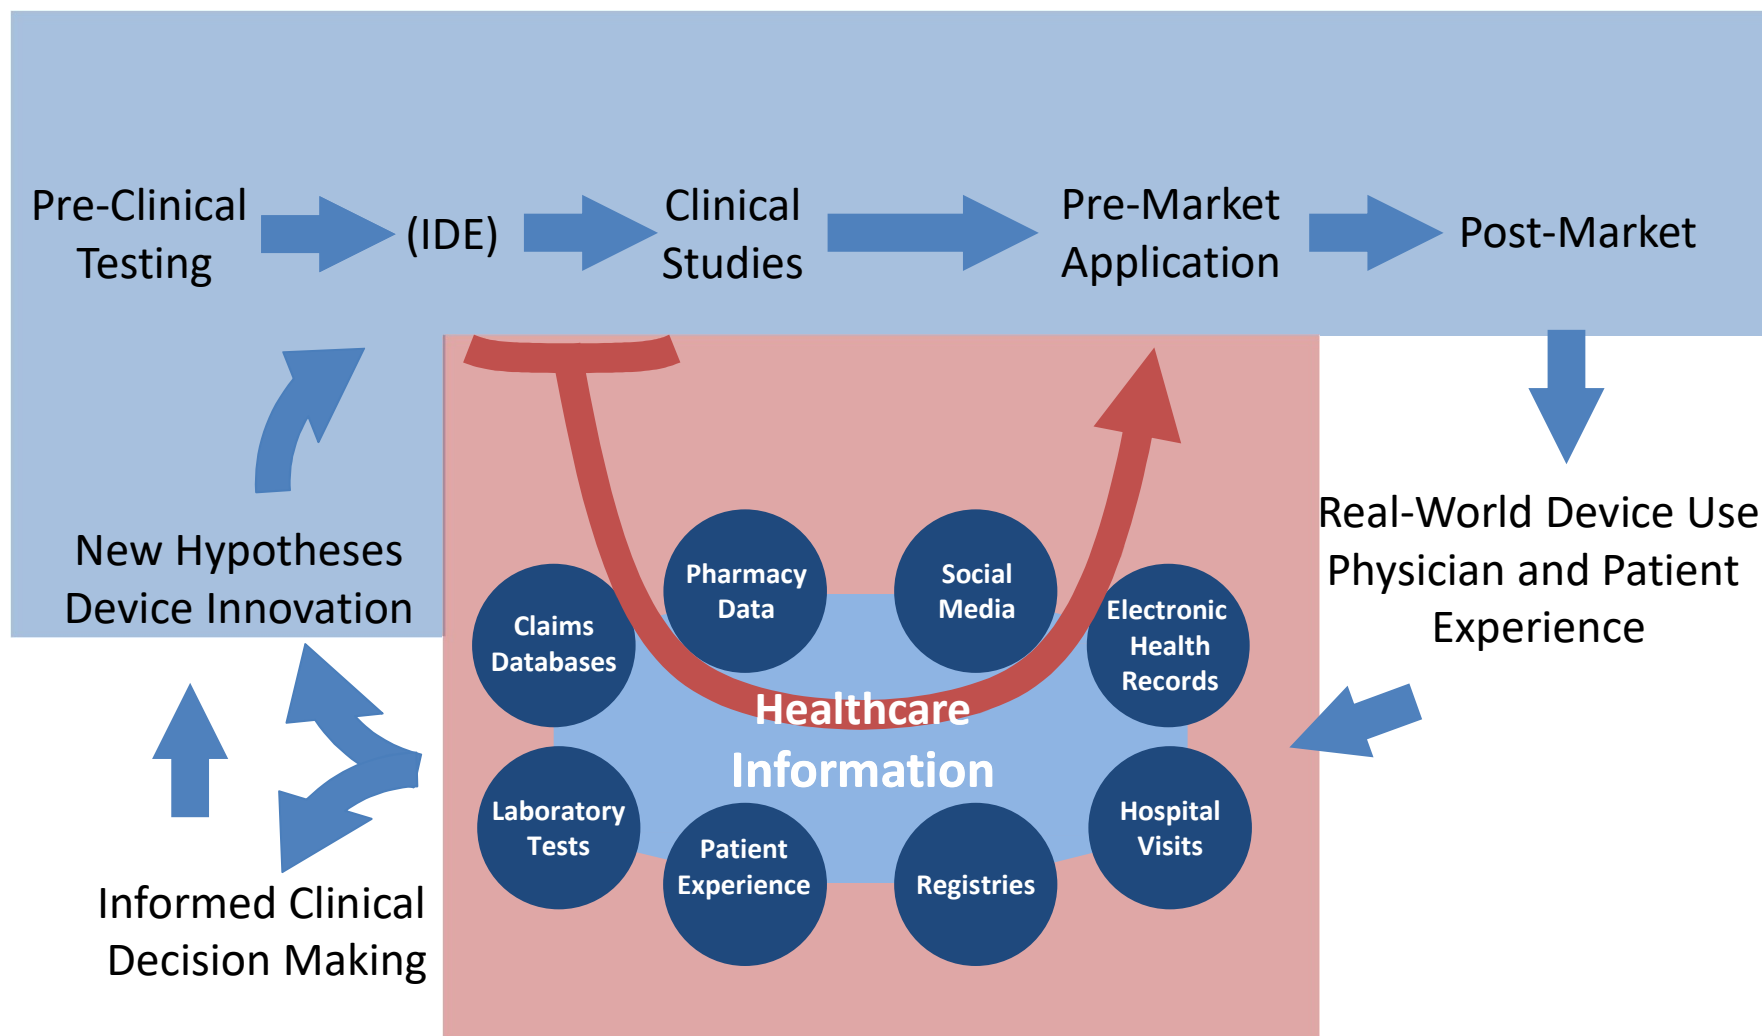 Pre-Clinical
Testing
(IDE)
Clinical
Studies
Pre-Market
Application
Post-Market
Real-World Device Use
Physician and Patient
Experience
New Hypotheses
Device Innovation
Pharmacy
Data
Social
Media
Claims
Databases
Electronic
Health
Records
Healthcare
Information
Laboratory
Tests
Patient
Experience
Registries
Hospital
Visits
Informed Clinical
Decision Making